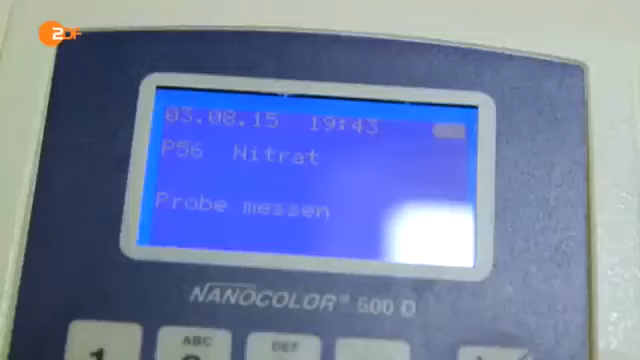 ZDF
03.08.15 19:43
P56 Nitrat
Probe messen
NANOCOLOR® 500 D
1
ABC
DEF